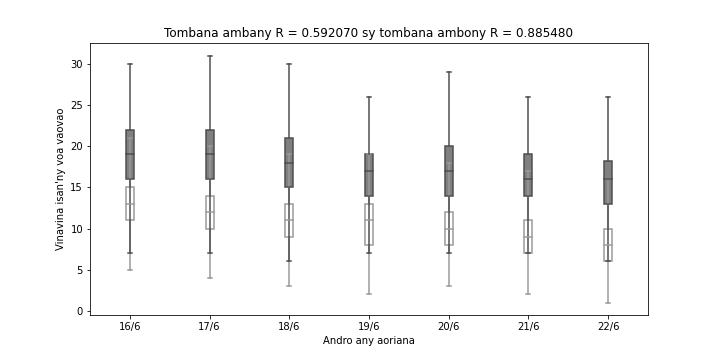 Tombana ambany R = 0.592070 sy tombana ambony R = 0.885480
Vinavina isan'ny voa vaovao
30
25
20
15
10
5
0
16/6 17/6 18/6 19/6 20/6 21/6 22/6
Andro any aoriana